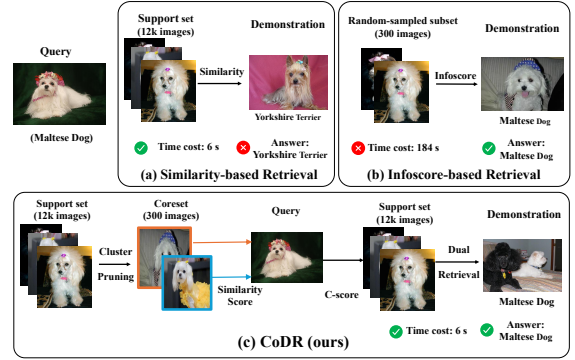 Query
(Maltese Dog)
Support set
(12k images)
Demonstration
Similarity
Yorkshire Terrier
Time cost: 6 s
Answer:
Yorkshire Terrier
(a) Similarity-based Retrieval
Random-sampled subset
(300 images)
Demonstration
Infoscore
Maltese Dog
Time cost: 184 s
Answer:
Maltese Dog
(b) Infoscore-based Retrieval
Support set
(12k images)
Cluster
Pruning
Coreset
(300 images)
Similarity
Score
Query
C-score
Support set
(12k images)
Dual
Retrieval
Demonstration
Maltese Dog
Time cost: 6 s
Answer:
Maltese Dog
(c) CoDR (ours)